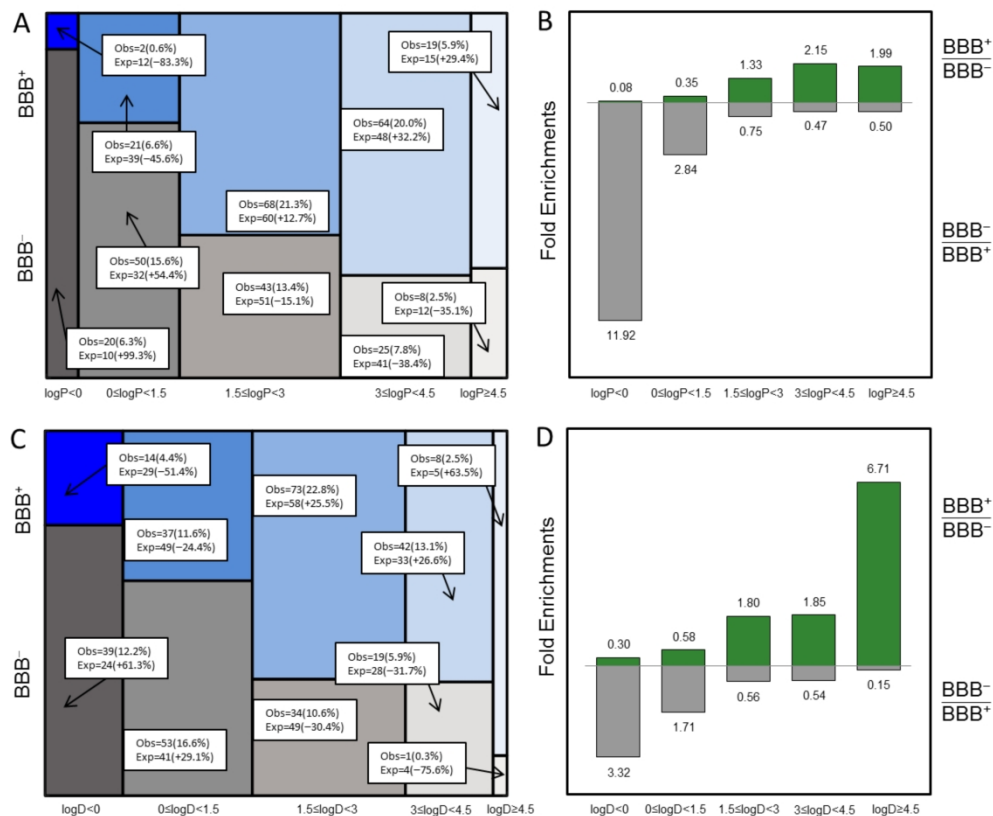 A
BBB⁺
BBB⁻
Obs=2(0.6%)
Exp=12(−83.3%)
Obs=19(5.9%)
Exp=15(+29.4%)
Obs=21(6.6%)
Exp=39(−45.6%)
Obs=64(20.0%)
Exp=48(+32.2%)
Obs=68(21.3%)
Exp=60(+12.7%)
Obs=50(15.6%)
Exp=32(+54.4%)
Obs=43(13.4%)
Exp=51(−15.1%)
Obs=8(2.5%)
Exp=12(−35.1%)
Obs=20(6.3%)
Exp=10(+99.3%)
Obs=25(7.8%)
Exp=41(−38.4%)
logP<0
0≤logP<1.5
1.5≤logP<3
3≤logP<4.5
logP≥4.5
B
Fold Enrichments
0.08
0.35
1.33
2.15
1.99
11.92
2.84
0.75
0.47
0.50
BBB⁺
BBB⁻
BBB⁻
BBB⁺
logP<0
0≤logP<1.5
1.5≤logP<3
3≤logP<4.5
logP≥4.5
C
BBB⁺
BBB⁻
Obs=14(4.4%)
Exp=29(−51.4%)
Obs=8(2.5%)
Exp=5(+63.5%)
Obs=73(22.8%)
Exp=58(+25.5%)
Obs=37(11.6%)
Exp=49(−24.4%)
Obs=42(13.1%)
Exp=33(+26.6%)
Obs=39(12.2%)
Exp=24(+61.3%)
Obs=19(5.9%)
Exp=28(−31.7%)
Obs=34(10.6%)
Exp=49(−30.4%)
Obs=53(16.6%)
Exp=41(+29.1%)
Obs=1(0.3%)
Exp=4(−75.6%)
logD<0
0≤logD<1.5
1.5≤logD<3
3≤logD<4.5
logD≥4.5
D
Fold Enrichments
0.30
0.58
1.80
1.85
6.71
3.32
1.71
0.56
0.54
0.15
BBB⁺
BBB⁻
BBB⁻
BBB⁺
logD<0
0≤logD<1.5
1.5≤logD<3
3≤logD<4.5
logD≥4.5